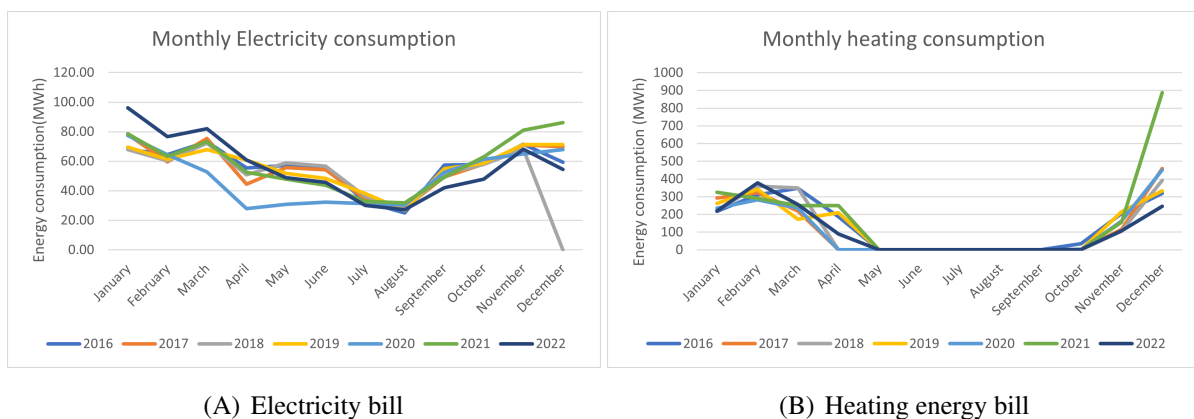 Monthly Electricity consumption
Energy consumption(MWh)
120.00
100.00
80.00
60.00
40.00
20.00
0.00
January
February
March
April
May
June
July
August
September
October
November
December
2016 2017 2018 2019 2020 2021 2022
(A) Electricity bill
Monthly heating consumption
Energy consumption (MWh)
1000
900
800
700
600
500
400
300
200
100
0
January
February
March
April
May
June
July
August
September
October
November
December
2016 2017 2018 2019 2020 2021 2022
(B) Heating energy bill